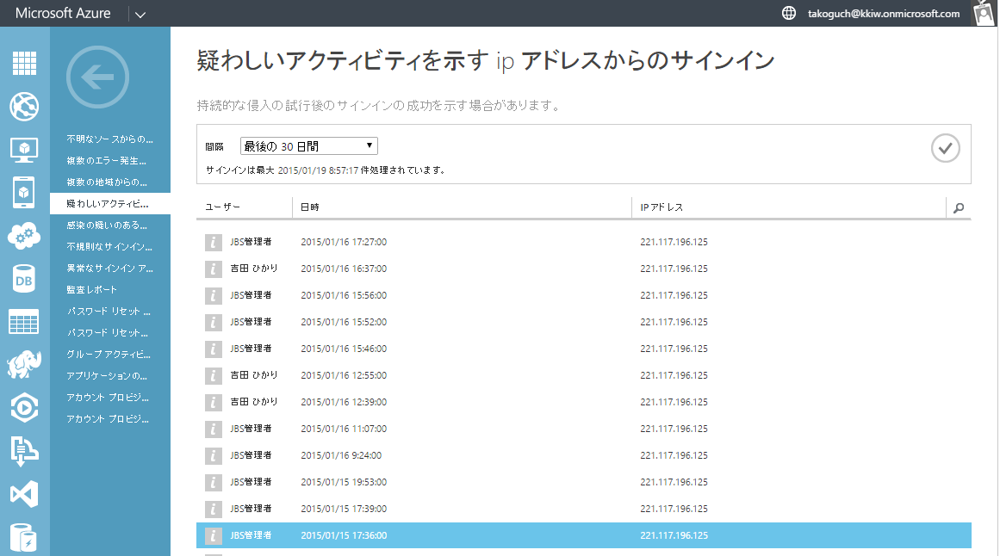 Microsoft Azure
takoguch@kkiw.onmicrosoft.com
不明なソースからの...
複数のエラー発生...
複数の地域からの...
疑わしいアクティビ...
感染の疑いのある...
不規則なサインイン...
異常なサインイン ア...
監査レポート
パスワード リセット ...
パスワード リセット...
グループ アクティビ...
アプリケーションの...
アカウント プロビジ...
アカウント プロビジ...
DB
疑わしいアクティビティを示す ip アドレスからのサインイン
持続的な侵入の試行後のサインインの成功を示す場合があります。
間隔 最後の 30 日間
サインインは最大 2015/01/19 8:57:17 件処理されています。
ユーザー 日時 IP アドレス
i JBS管理者 2015/01/16 17:27:00 221.117.196.125
i 吉田 ひかり 2015/01/16 16:37:00 221.117.196.125
i JBS管理者 2015/01/16 15:56:00 221.117.196.125
i JBS管理者 2015/01/16 15:52:00 221.117.196.125
i JBS管理者 2015/01/16 15:46:00 221.117.196.125
i 吉田 ひかり 2015/01/16 12:55:00 221.117.196.125
i 吉田 ひかり 2015/01/16 12:39:00 221.117.196.125
i JBS管理者 2015/01/16 11:07:00 221.117.196.125
i JBS管理者 2015/01/16 9:24:00 221.117.196.125
i JBS管理者 2015/01/15 19:53:00 221.117.196.125
i JBS管理者 2015/01/15 17:39:00 221.117.196.125
i JBS管理者 2015/01/15 17:36:00 221.117.196.125